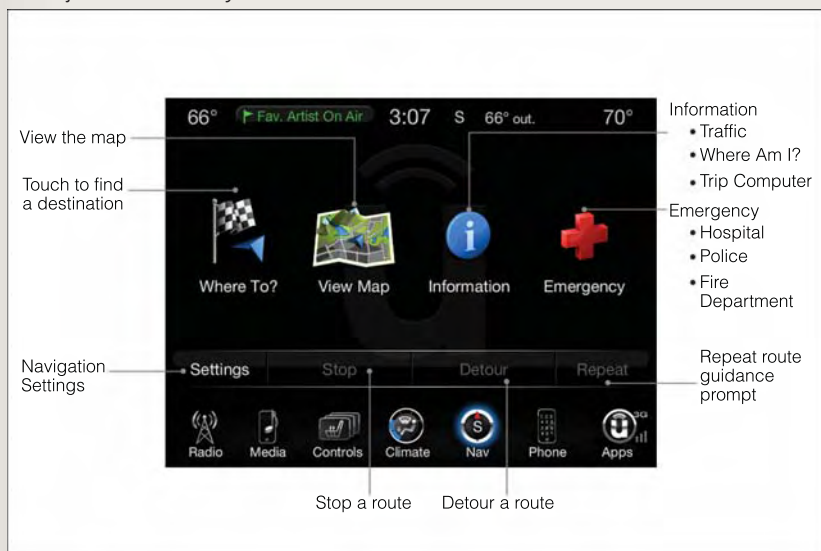 View the map
Touch to find
a destination
Navigation
Settings
66° Fav. Artist On Air 3:07 S 66° out. 70°
Where To? View Map Information Emergency
Settings Stop Detour Repeat
3G
Radio Media Controls Climate S Nav Phone Apps
Information
• Traffic
• Where Am I?
• Trip Computer
Emergency
• Hospital
• Police
• Fire
Department
Repeat route
guidance
prompt
Stop a route Detour a route